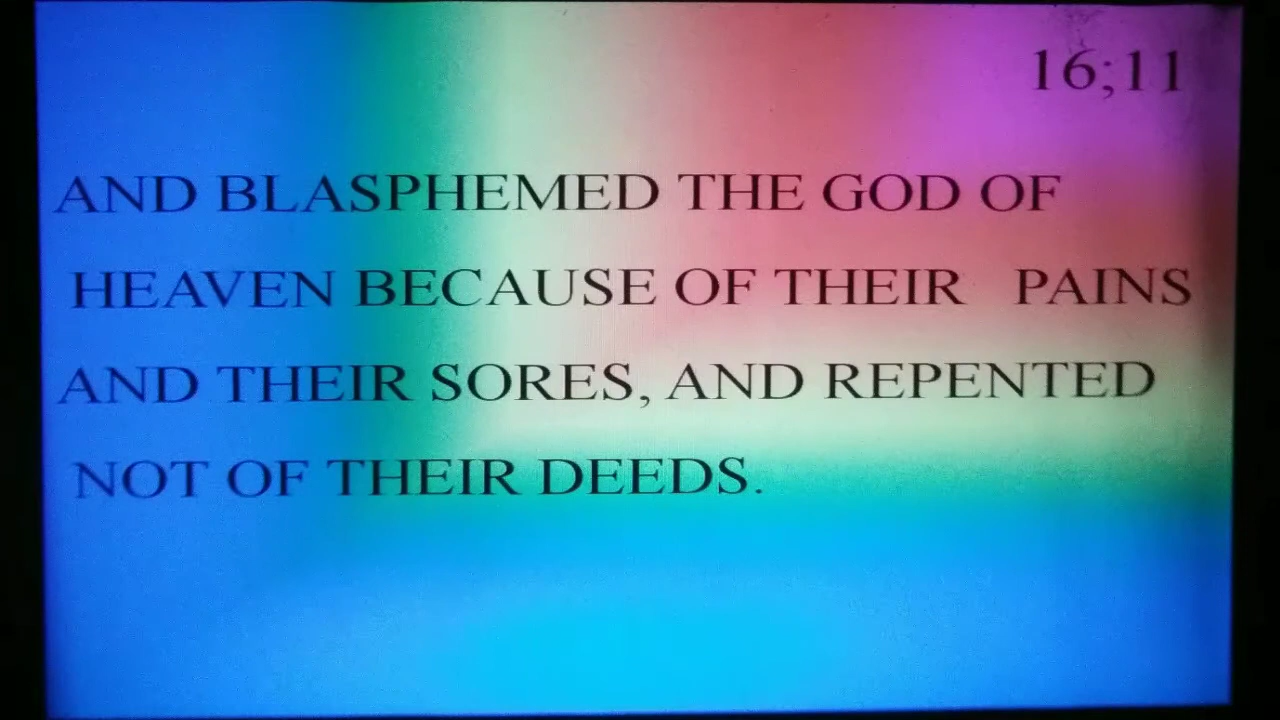 16;11
AND BLASPHEMED THE GOD OF
HEAVEN BECAUSE OF THEIR PAINS
AND THEIR SORES, AND REPENTED
NOT OF THEIR DEEDS.